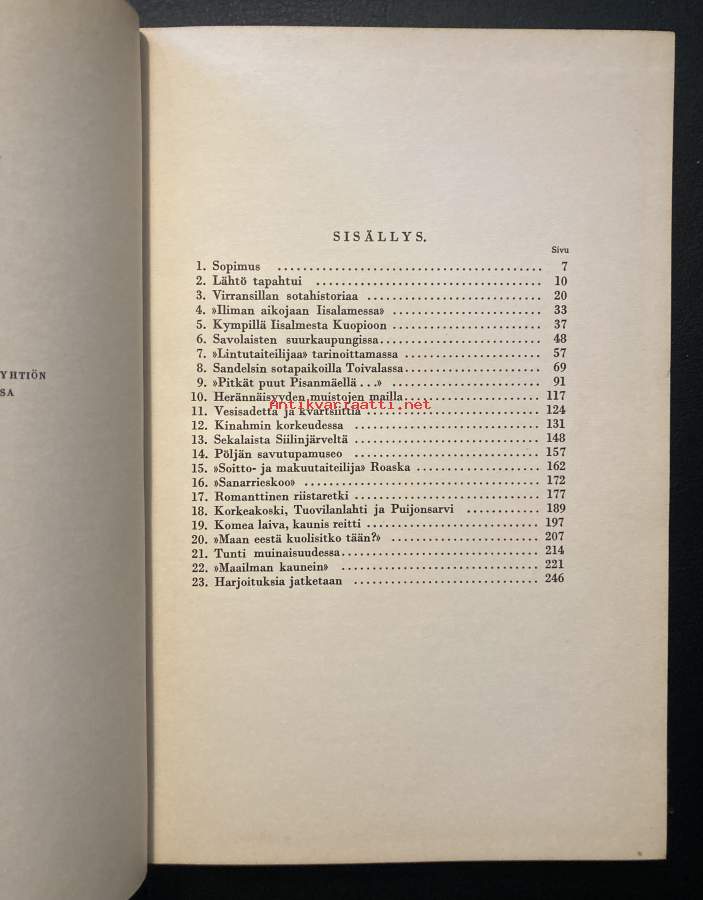 YHTIÖN
SA
SISÄLLYS.
Sivu
1. Sopimus ........................................ 7
2. Lähtö tapahtui .................................. 10
3. Virransillan sotahistoriaa .......................... 20
4. »Iliman aikojaan Iisalamessa» ........................ 33
5. Kympillä Iisalmesta Kuopioon ........................ 37
6. Savolaisten suurkaupungissa ......................... 48
7. »Lintutaiteilijaa» tarinoittamassa ..................... 57
8. Sandelsin sotapaikoilla Toivalassa ..................... 69
9. »Pitkät puut Pisanmäellä ...» ........................ 91
10. Herännäisyyden muistojen mailla ..................... 117
11. Vesisadetta ja kvartsiittia ........................... 124
12. Kinahmin korkeudessa ............................. 131
13. Sekalaista Siilinjärveltä ............................. 148
14. Pöljän savutupamuseo ............................. 157
15. »Soitto- ja makuutaiteilija» Roaska ................... 162
16. »Sanarrieskoo» .................................... 172
17. Romanttinen riistaretki ............................. 177
18. Korkeakoski, Tuovilanlahti ja Puijonsarvi ............ 189
19. Komea laiva, kaunis reitti ........................... 197
20. »Maan eestä kuolisitko tään?» ....................... 207
21. Tunti muinaisuudessa .............................. 214
22. »Maailman kaunein» .............................. 221
23. Harjoituksia jatketaan ............................. 246
Antikvariaatti.net